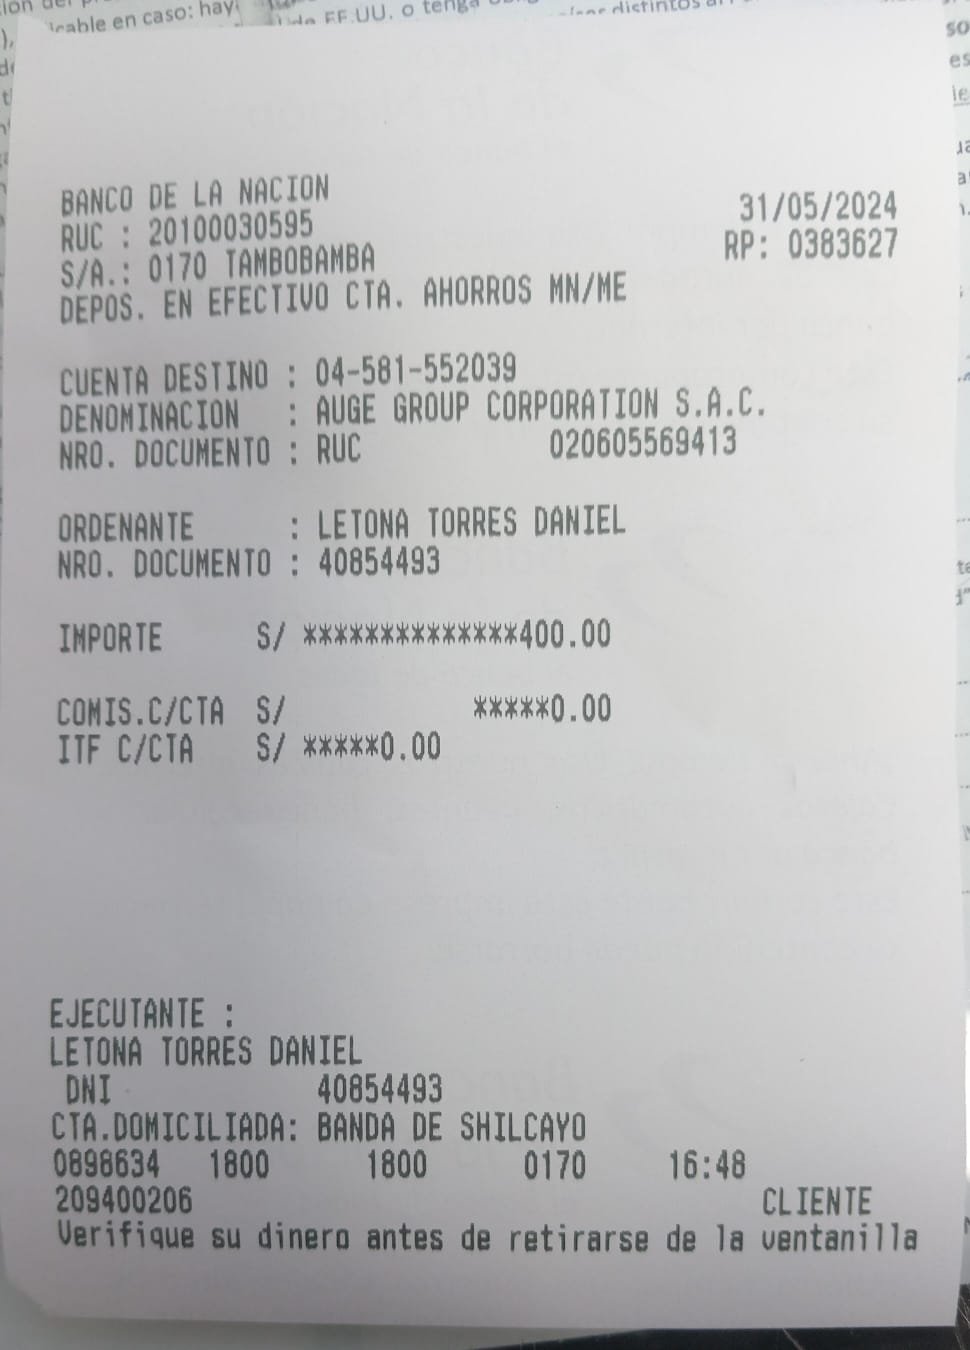 icable en caso: hay
EE.UU. o tenga
distintos
BANCO DE LA NACION
RUC : 20100030595 31/05/2024
S/A.: 0170 TAMBOBAMBA RP: 0383627
DEPOS. EN EFECTIVO CTA. AHORROS MN/ME
CUENTA DESTINO : 04-581-552039
DENOMINACION : AUGE GROUP CORPORATION S.A.C.
NRO. DOCUMENTO : RUC 020605569413
ORDENANTE : LETONA TORRES DANIEL
NRO. DOCUMENTO : 40854493
IMPORTE S/ **************400.00
COMIS.C/CTA S/ *****0.00
ITF C/CTA S/ *****0.00
EJECUTANTE :
LETONA TORRES DANIEL
DNI 40854493
CTA.DOMICILIADA: BANDA DE SHILCAYO
0898634 1800 1800 0170 16:48
209400206 CLIENTE
Verifique su dinero antes de retirarse de la ventanilla